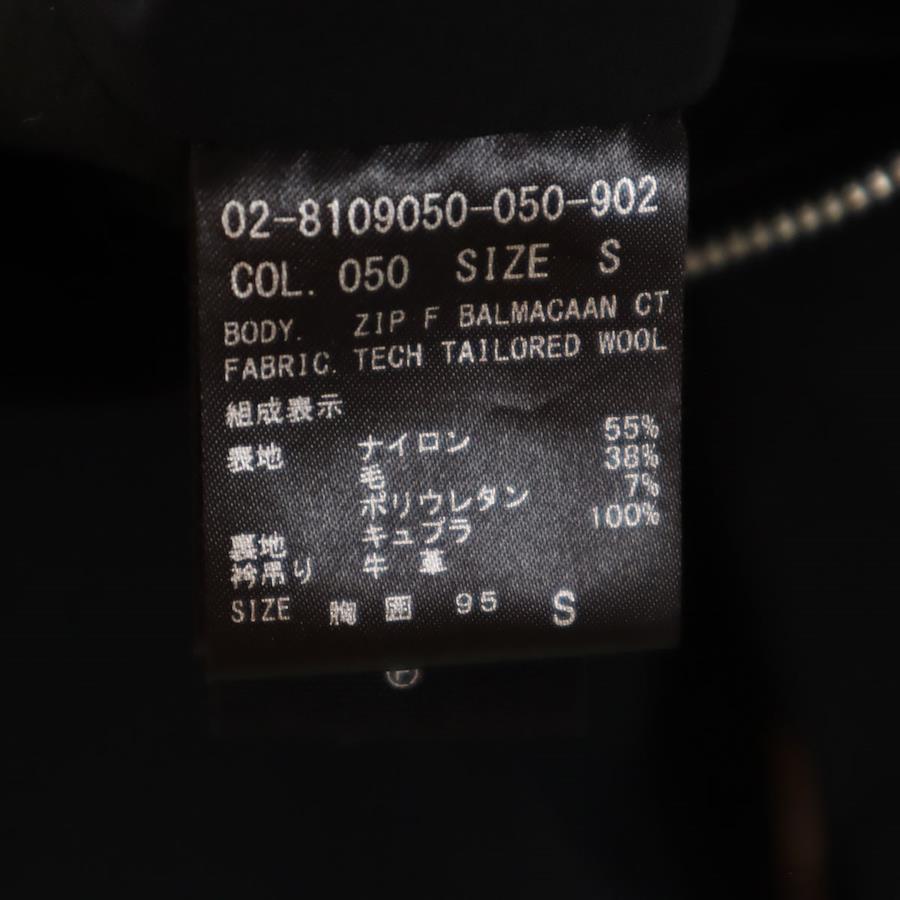 02-8109050-050-902
COL. 050 SIZE S
BODY. ZIP F BALMACAAN CT
FABRIC. TECH TAILORED WOOL
組成表示
表地 ナイロン 55%
毛 38%
ポリウレタン 7%
裏地 キュプラ 100%
衿吊り 牛革
SIZE 胸囲 95 S
Ⓟ